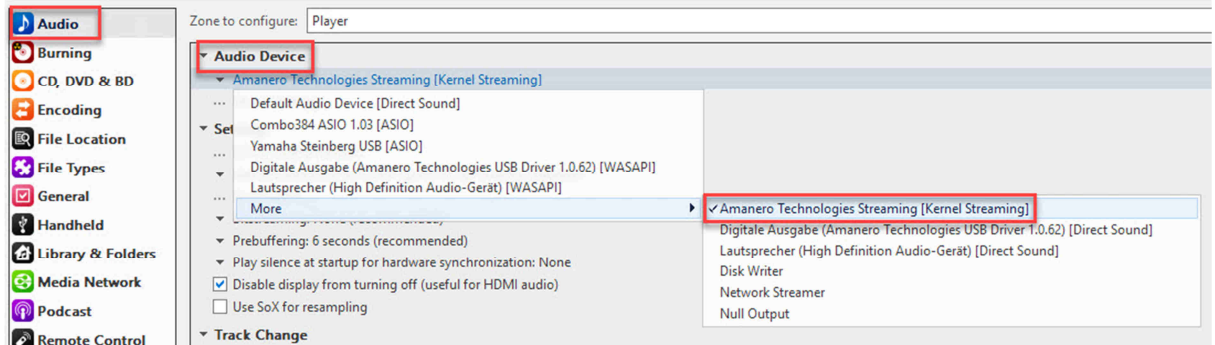 Audio
Burning
CD, DVD & BD
Encoding
File Location
File Types
General
Handheld
Library & Folders
Media Network
Podcast
Remote Control
Zone to configure: Player
Audio Device
Amanero Technologies Streaming [Kernel Streaming]
...
Default Audio Device [Direct Sound]
Combo384 ASIO 1.03 [ASIO]
Set
Yamaha Steinberg USB [ASIO]
...
Digitale Ausgabe (Amanero Technologies USB Driver 1.0.62) [WASAPI]
Lautsprecher (High Definition Audio-Gerät) [WASAPI]
...
More
Amanero Technologies Streaming [Kernel Streaming]
Digitale Ausgabe (Amanero Technologies USB Driver 1.0.62) [Direct Sound]
Lautsprecher (High Definition Audio-Gerät) [Direct Sound]
Disk Writer
Network Streamer
Null Output
Bitstreaming: None (recommended)
Prebuffering: 6 seconds (recommended)
Play silence at startup for hardware synchronization: None
Disable display from turning off (useful for HDMI audio)
Use SoX for resampling
Track Change